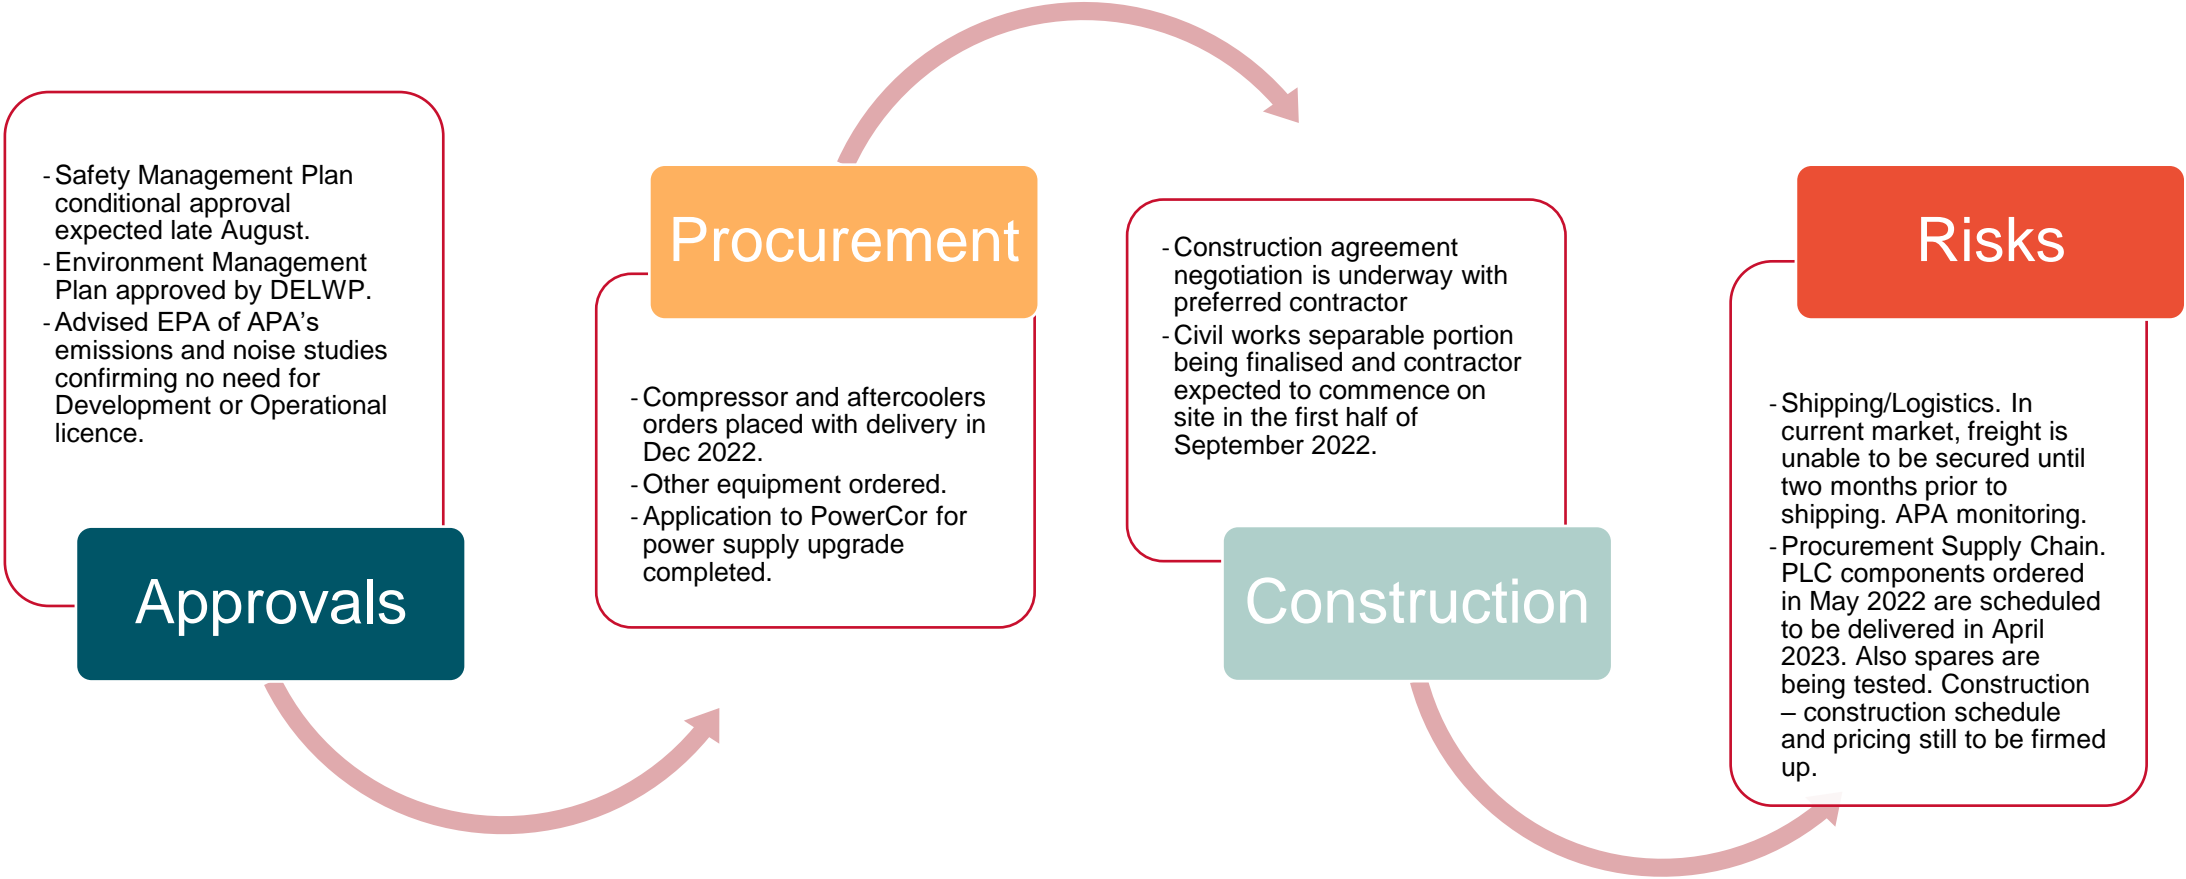 - Safety Management Plan
conditional approval
expected late August.
- Environment Management
Plan approved by DELWP.
- Advised EPA of APA’s
emissions and noise studies
confirming no need for
Development or Operational
licence.
Approvals
Procurement
- Compressor and aftercoolers
orders placed with delivery in
Dec 2022.
- Other equipment ordered.
- Application to PowerCor for
power supply upgrade
completed.
- Construction agreement
negotiation is underway with
preferred contractor
- Civil works separable portion
being finalised and contractor
expected to commence on
site in the first half of
September 2022.
Construction
Risks
- Shipping/Logistics. In
current market, freight is
unable to be secured until
two months prior to
shipping. APA monitoring.
- Procurement Supply Chain.
PLC components ordered
in May 2022 are scheduled
to be delivered in April
2023. Also spares are
being tested. Construction
– construction schedule
and pricing still to be firmed
up.